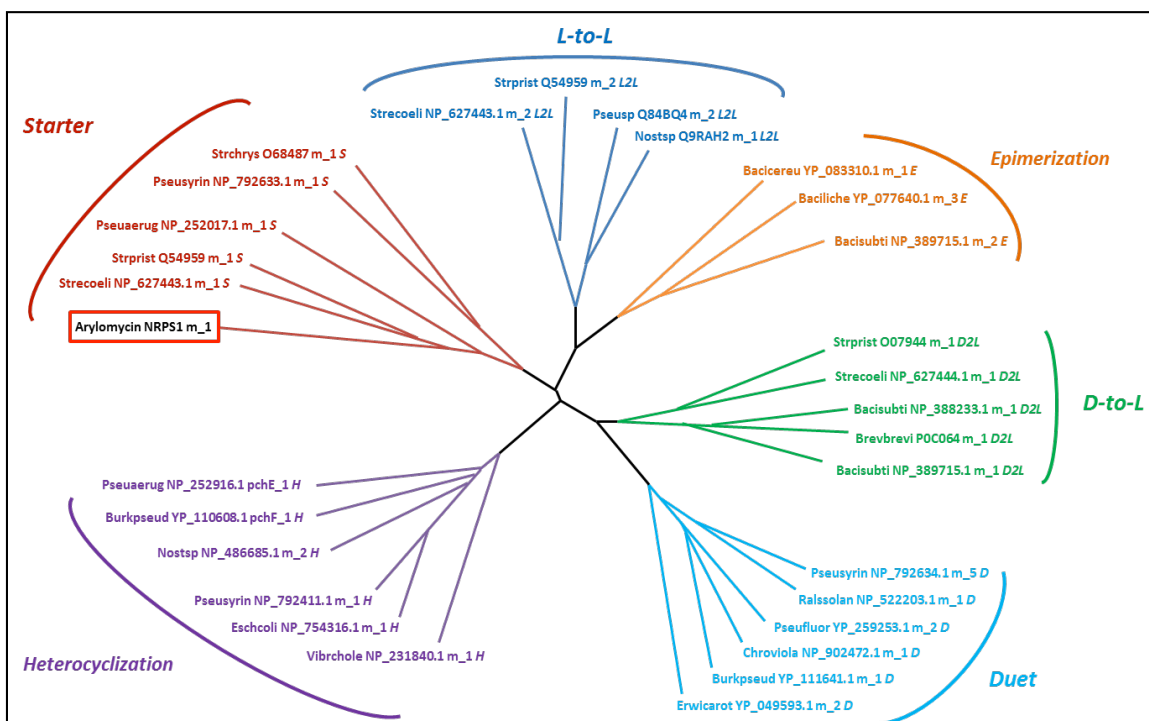 L-to-L
Strprist Q54959 m_2 L2L
Strecoeli NP_627443.1 m_2 L2L
Pseusp Q84BQ4 m_2 L2L
Nostsp Q9RAH2 m_1 L2L
Starter
Strchrys O68487 m_1 S
Pseusyrin NP_792633.1 m_1 S
Pseuaerug NP_252017.1 m_1 S
Strprist Q54959 m_1 S
Strecoeli NP_627443.1 m_1 S
Arylomycin NRPS1 m_1
Epimerization
Bacicereu YP_083310.1 m_1 E
Baciliche YP_077640.1 m_3 E
Bacisubti NP_389715.1 m_2 E
Strprist O07944 m_1 D2L
Strecoeli NP_627444.1 m_1 D2L
Bacisubti NP_388233.1 m_1 D2L
Brevbrevi P0C064 m_1 D2L
Bacisubti NP_389715.1 m_1 D2L
D-to-L
Pseuaerug NP_252916.1 pchE_1 H
Burkpseud YP_110608.1 pchF_1 H
Nostsp NP_486685.1 m_2 H
Pseusyrin NP_792411.1 m_1 H
Eschcoli NP_754316.1 m_1 H
Vibrchole NP_231840.1 m_1 H
Heterocyclization
Pseusyrin NP_792634.1 m_5 D
Ralssolan NP_522203.1 m_1 D
Pseufluor YP_259253.1 m_2 D
Chroviola NP_902472.1 m_1 D
Burkpseud YP_111641.1 m_1 D
Erwicarot YP_049593.1 m_2 D
Duet